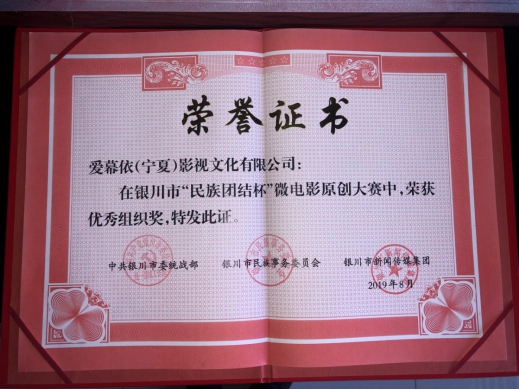 荣誉证书
爱幕依(宁夏)影视文化有限公司:
在银川市“民族团结杯”微电影原创大赛中,荣获
优秀组织奖,特发此证。
中共银川市委统战部 银川市民族事务委员会 银川市新闻传媒集团
2019年8月